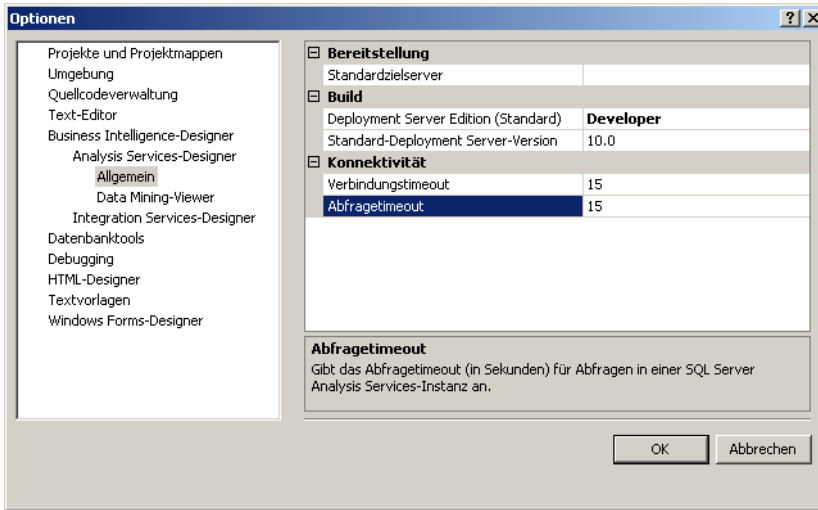 Optionen
Projekte und Projektmappen
Umgebung
Quellcodeverwaltung
Text-Editor
Business Intelligence-Designer
Analysis Services-Designer
Allgemein
Data Mining-Viewer
Integration Services-Designer
Datenbanktools
Debugging
HTML-Designer
Textvorlagen
Windows Forms-Designer
Bereitstellung
Standardzielserver
Build
Deployment Server Edition (Standard) Developer
Standard-Deployment Server-Version 10.0
Konnektivität
Verbindungstimeout 15
Abfragetimeout 15
Abfragetimeout
Gibt das Abfragetimeout (in Sekunden) für Abfragen in einer SQL Server
Analysis Services-Instanz an.
OK Abbrechen